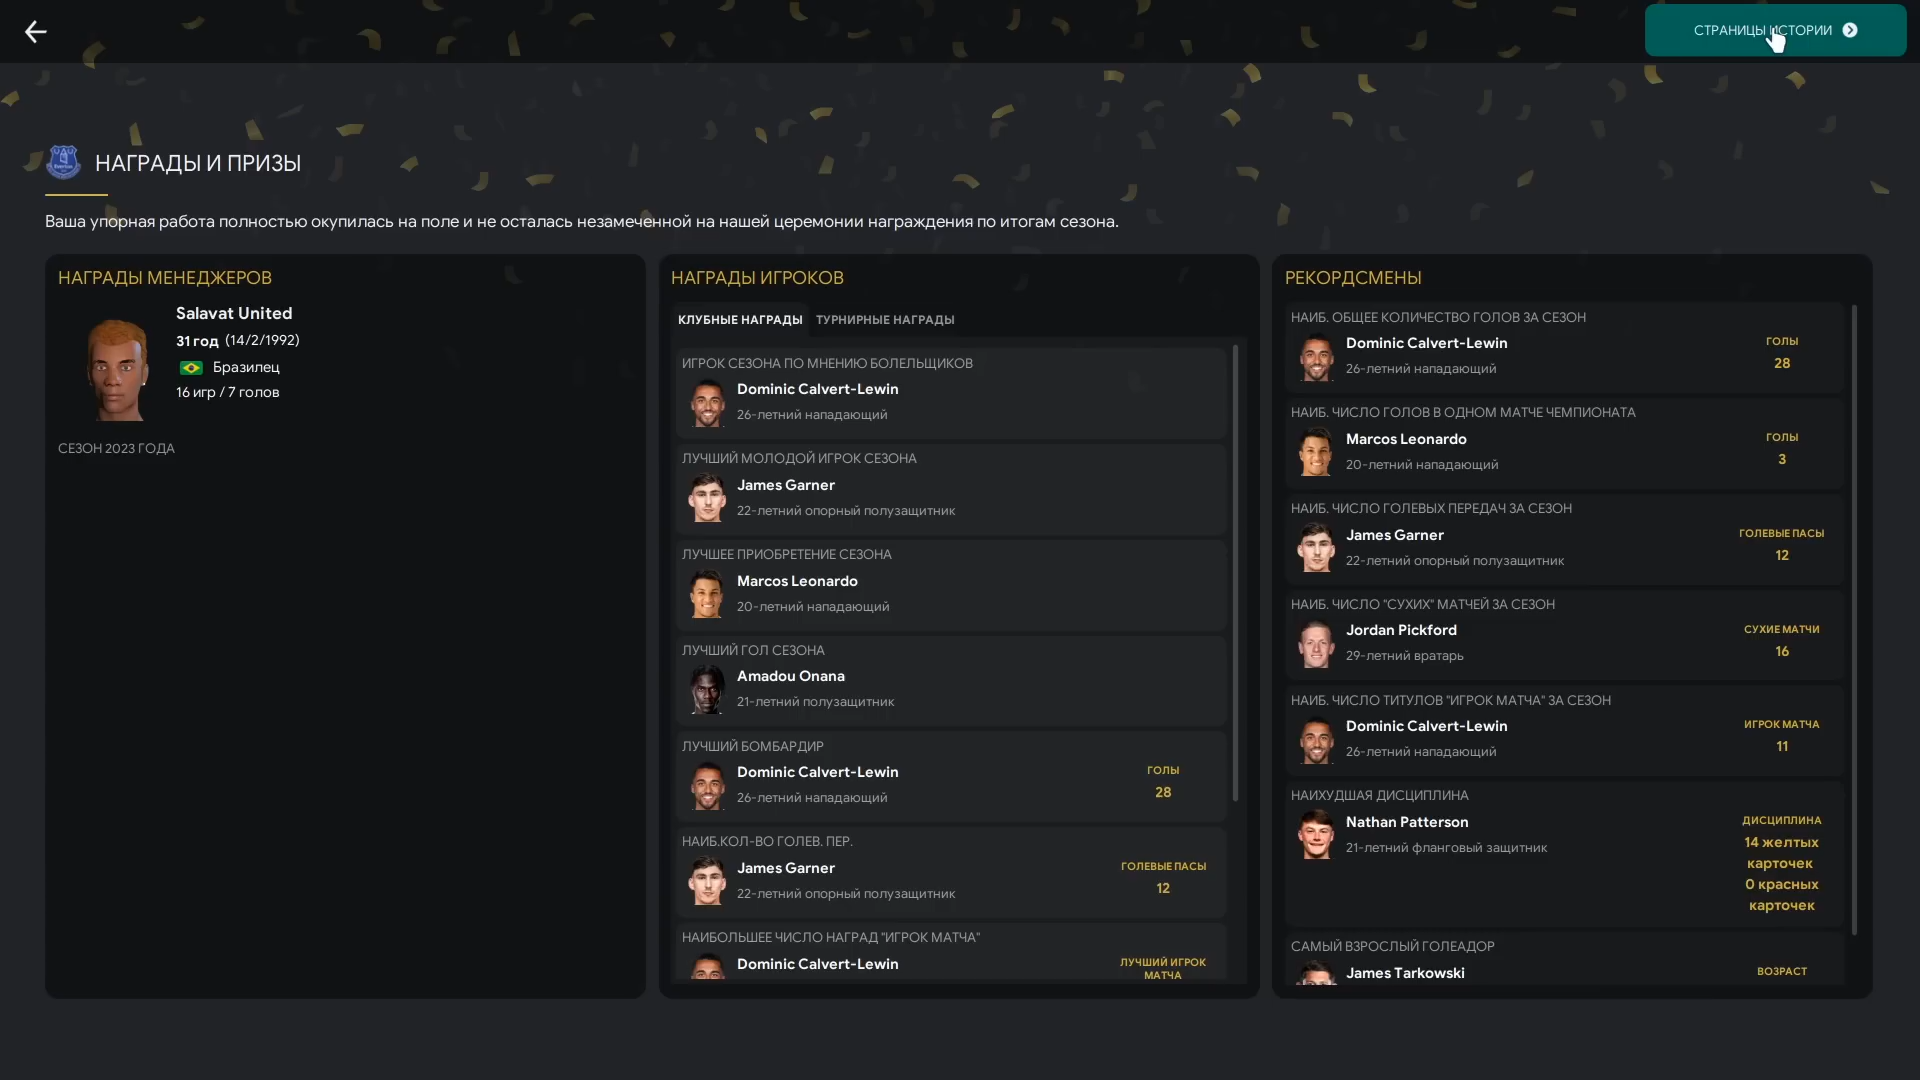 СТРАНИЦЫ ИСТОРИИ
НАГРАДЫ И ПРИЗЫ
Ваша упорная работа полностью окупилась на поле и не осталась незамеченной на нашей церемонии награждения по итогам сезона.
НАГРАДЫ МЕНЕДЖЕРОВ
Salavat United
31 год (14/2/1992)
Бразилец
16 игр / 7 голов
СЕЗОН 2023 ГОДА
НАГРАДЫ ИГРОКОВ
КЛУБНЫЕ НАГРАДЫ ТУРНИРНЫЕ НАГРАДЫ
ИГРОК СЕЗОНА ПО МНЕНИЮ БОЛЕЛЬЩИКОВ
Dominic Calvert-Lewin
26-летний нападающий
ЛУЧШИЙ МОЛОДОЙ ИГРОК СЕЗОНА
James Garner
22-летний опорный полузащитник
ЛУЧШЕЕ ПРИОБРЕТЕНИЕ СЕЗОНА
Marcos Leonardo
20-летний нападающий
ЛУЧШИЙ ГОЛ СЕЗОНА
Amadou Onana
21-летний полузащитник
ЛУЧШИЙ БОМБАРДИР
Dominic Calvert-Lewin
26-летний нападающий
ГОЛЫ
28
НАИБ.КОЛ-ВО ГОЛЕВ. ПЕР.
James Garner
22-летний опорный полузащитник
ГОЛЕВЫЕ ПАСЫ
12
НАИБОЛЬШЕЕ ЧИСЛО НАГРАД "ИГРОК МАТЧА"
Dominic Calvert-Lewin
ЛУЧШИЙ ИГРОК
МАТЧА
РЕКОРДСМЕНЫ
НАИБ. ОБЩЕЕ КОЛИЧЕСТВО ГОЛОВ ЗА СЕЗОН
Dominic Calvert-Lewin
26-летний нападающий
ГОЛЫ
28
НАИБ. ЧИСЛО ГОЛОВ В ОДНОМ МАТЧЕ ЧЕМПИОНАТА
Marcos Leonardo
20-летний нападающий
ГОЛЫ
3
НАИБ. ЧИСЛО ГОЛЕВЫХ ПЕРЕДАЧ ЗА СЕЗОН
James Garner
22-летний опорный полузащитник
ГОЛЕВЫЕ ПАСЫ
12
НАИБ. ЧИСЛО "СУХИХ" МАТЧЕЙ ЗА СЕЗОН
Jordan Pickford
29-летний вратарь
СУХИЕ МАТЧИ
16
НАИБ. ЧИСЛО ТИТУЛОВ "ИГРОК МАТЧА" ЗА СЕЗОН
Dominic Calvert-Lewin
26-летний нападающий
ИГРОК МАТЧА
11
НАИХУДШАЯ ДИСЦИПЛИНА
Nathan Patterson
21-летний фланговый защитник
ДИСЦИПЛИНА
14 желтых
карточек
0 красных
карточек
САМЫЙ ВЗРОСЛЫЙ ГОЛЕАДОР
James Tarkowski
ВОЗРАСТ